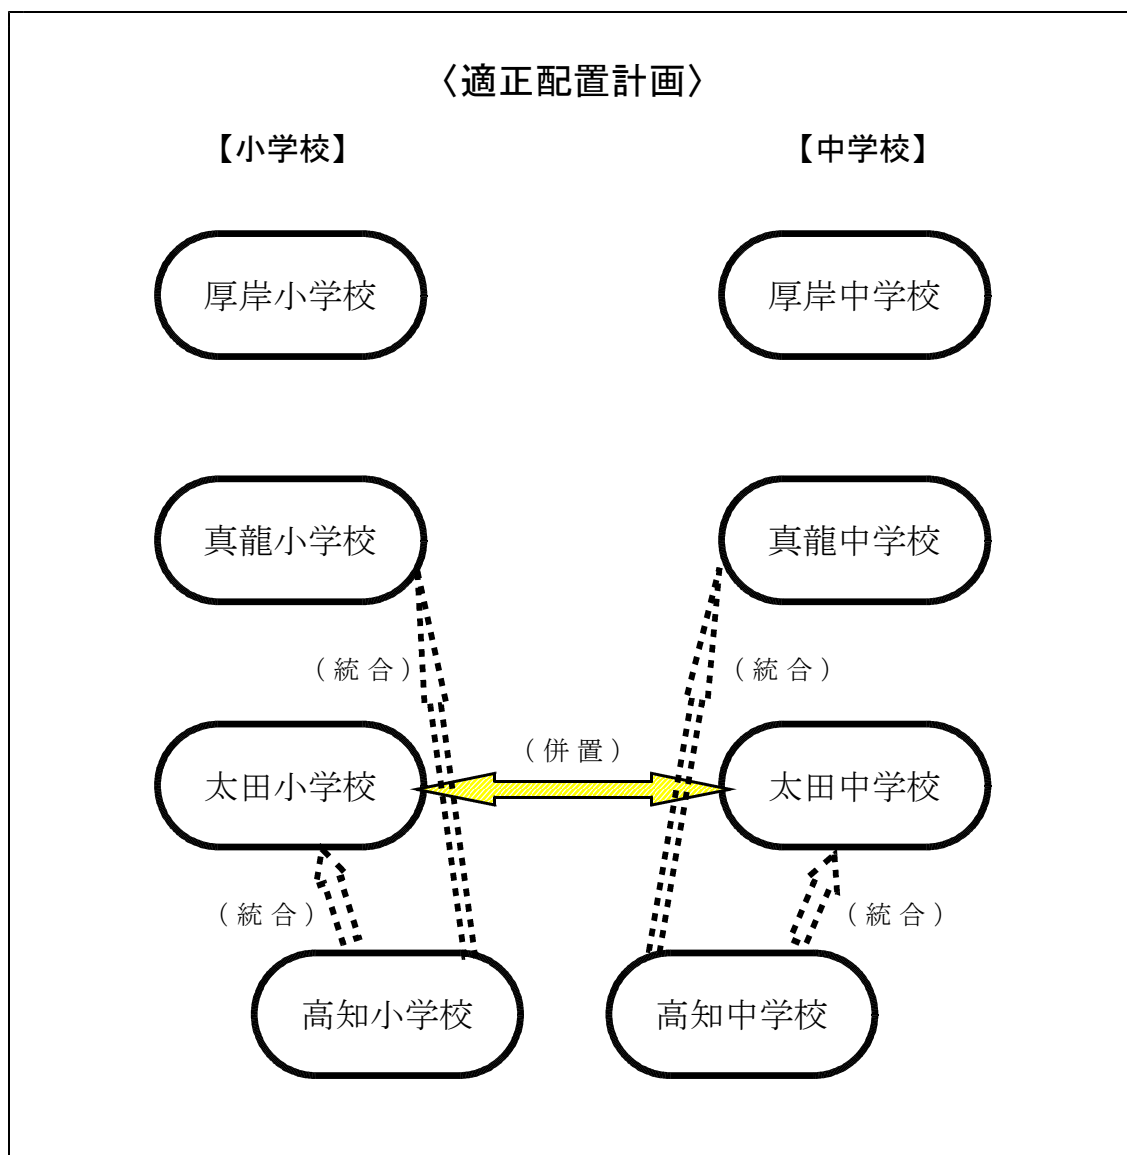 〈適正配置計画〉
【小学校】
【中学校】
厚岸小学校
厚岸中学校
真龍小学校
真龍中学校
（統合）
（統合）
（併置）
太田小学校
太田中学校
（統合）
（統合）
高知小学校
高知中学校